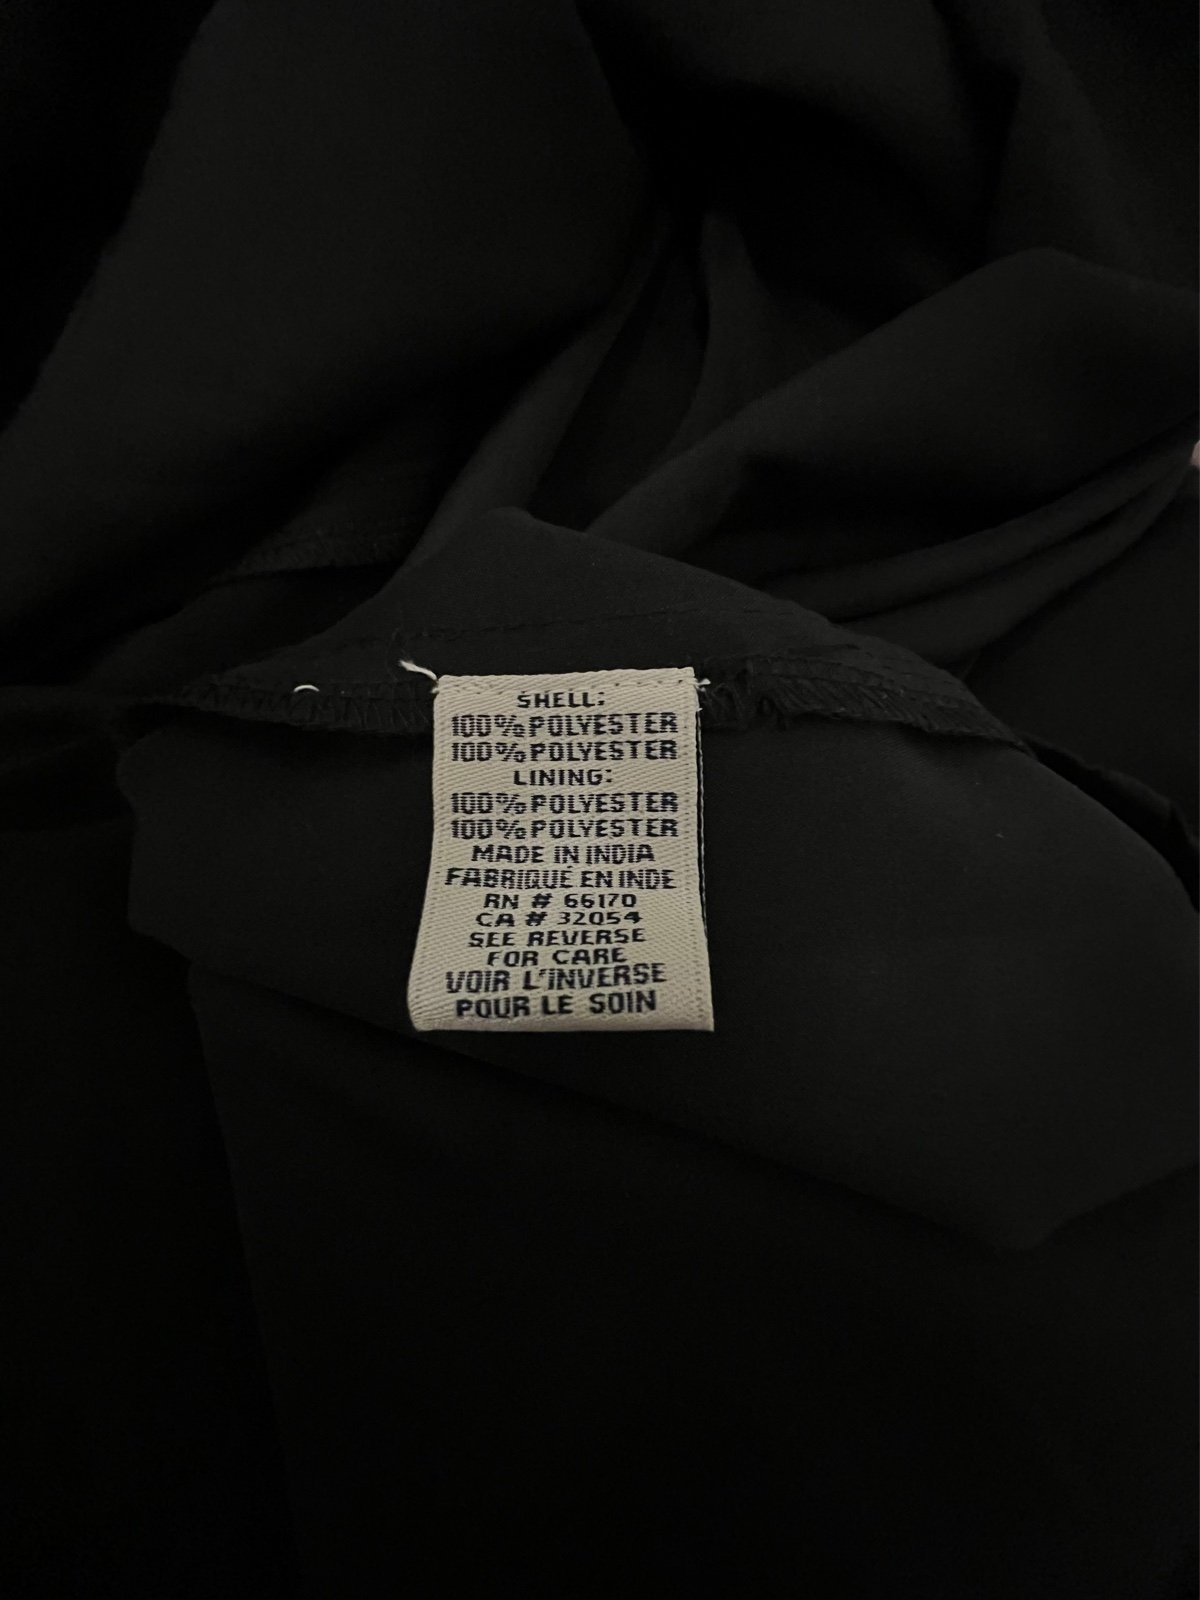 SHELL:
100% POLYESTER
100% POLYESTER
LINING:
100% POLYESTER
100% POLYESTER
MADE IN INDIA
FABRIQUÉ EN INDE
RN # 66170
CA # 32054
SEE REVERSE
FOR CARE
VOIR L'INVERSE
POUR LE SOIN